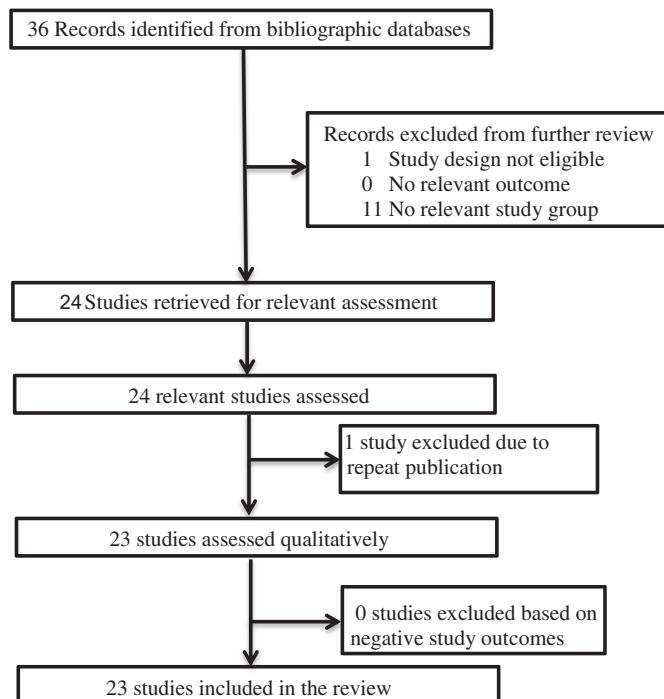 36 Records identified from bibliographic databases
Records excluded from further review
1 Study design not eligible
0 No relevant outcome
11 No relevant study group
24 Studies retrieved for relevant assessment
24 relevant studies assessed
1 study excluded due to
repeat publication
23 studies assessed qualitatively
0 studies excluded based on
negative study outcomes
23 studies included in the review